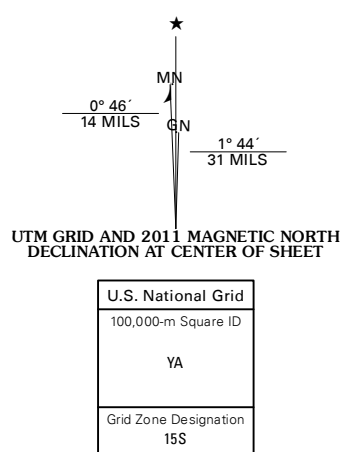 ★
MN
0° 46´
14 MILS
GN
1° 44´
31 MILS
UTM GRID AND 2011 MAGNETIC NORTH
DECLINATION AT CENTER OF SHEET
U.S. National Grid
100,000-m Square ID
YA
Grid Zone Designation
15S